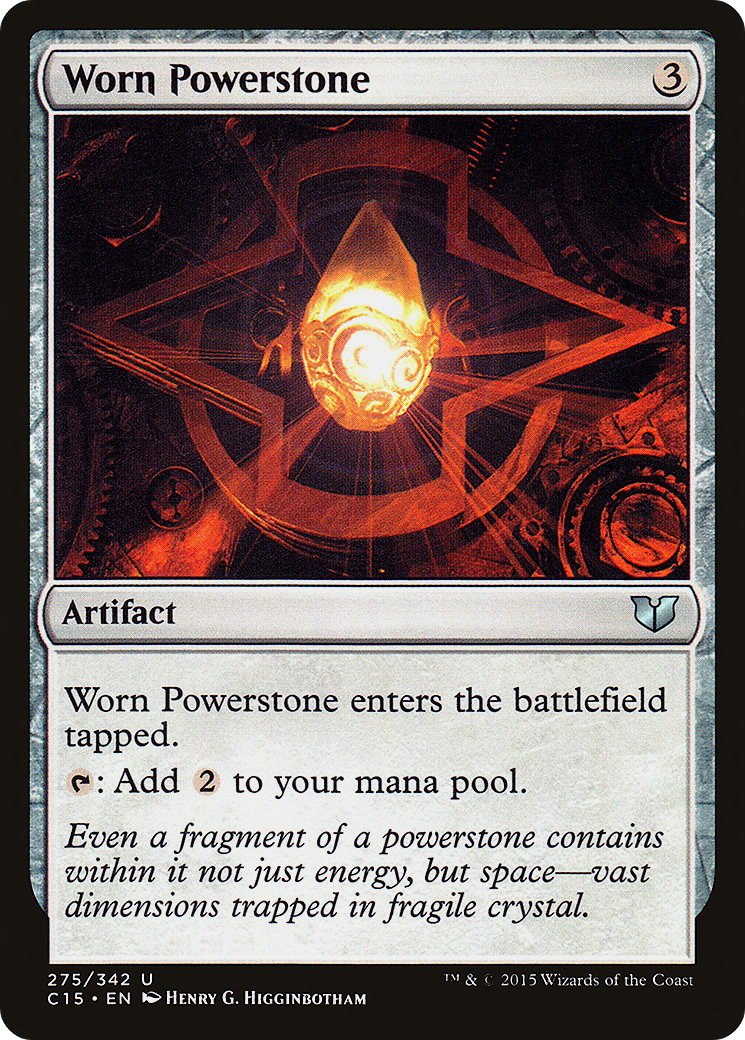 Worn Powerstone 3
Artifact
Worn Powerstone enters the battlefield
tapped.
: Add 2 to your mana pool.
Even a fragment of a powerstone contains
within it not just energy, but space—vast
dimensions trapped in fragile crystal.
275/342 U
™ & © 2015 Wizards of the Coast
C15 • EN Henry G. Higginbotham